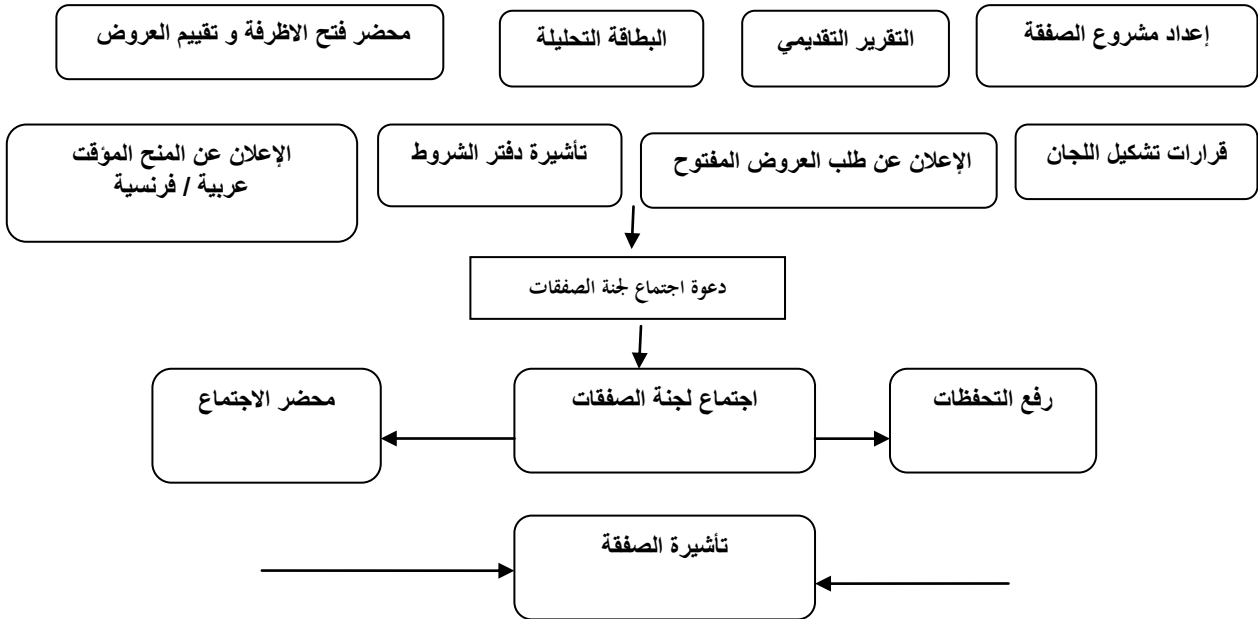 إعداد مشروع الصفقة
التقرير التقديمي
البطاقة التحليلة
محضر فتح الاظرفة و تقييم العروض
قرارات تشكيل اللجان
الإعلان عن طلب العروض المفتوح
تأشيرة دفتر الشروط
الإعلان عن المنح المؤقت
عربية / فرنسية
دعوة اجتماع لجنة الصفقات
رفع التحفظات
اجتماع لجنة الصفقات
محضر الاجتماع
تأشيرة الصفقة